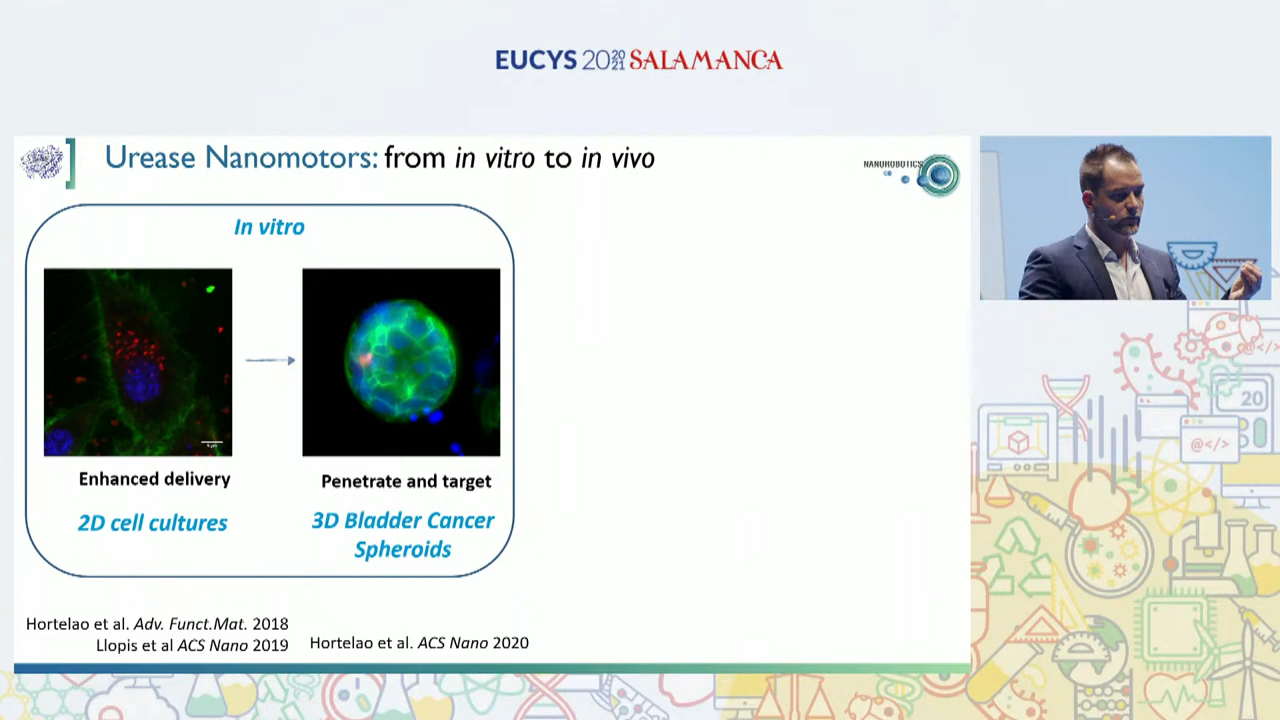 EUCYS 2020 2021 SALAMANCA
Urease Nanomotors: from in vitro to in vivo
NANOROBOTICS
In vitro
Enhanced delivery
Penetrate and target
2D cell cultures
3D Bladder Cancer
Spheroids
Hortelao et al. Adv. Funct.Mat. 2018
Llopis et al ACS Nano 2019
Hortelao et al. ACS Nano 2020
@</>
20
@</>